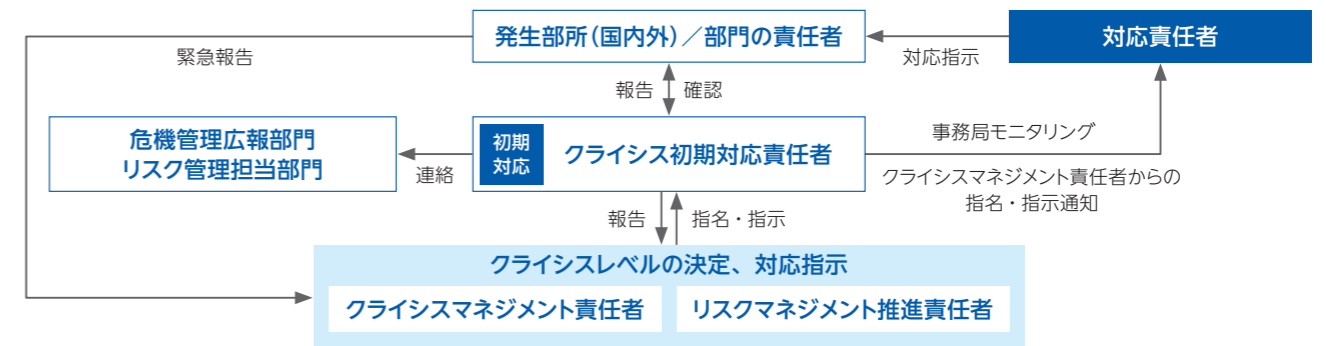 発生部所（国内外）／部門の責任者
対応責任者
緊急報告
対応指示
報告
確認
危機管理広報部門
リスク管理担当部門
連絡
初期
対応
クライシス初期対応責任者
事務局モニタリング
クライシスマネジメント責任者からの
指名・指示通知
報告
指名・指示
クライシスレベルの決定、対応指示
クライシスマネジメント責任者
リスクマネジメント推進責任者